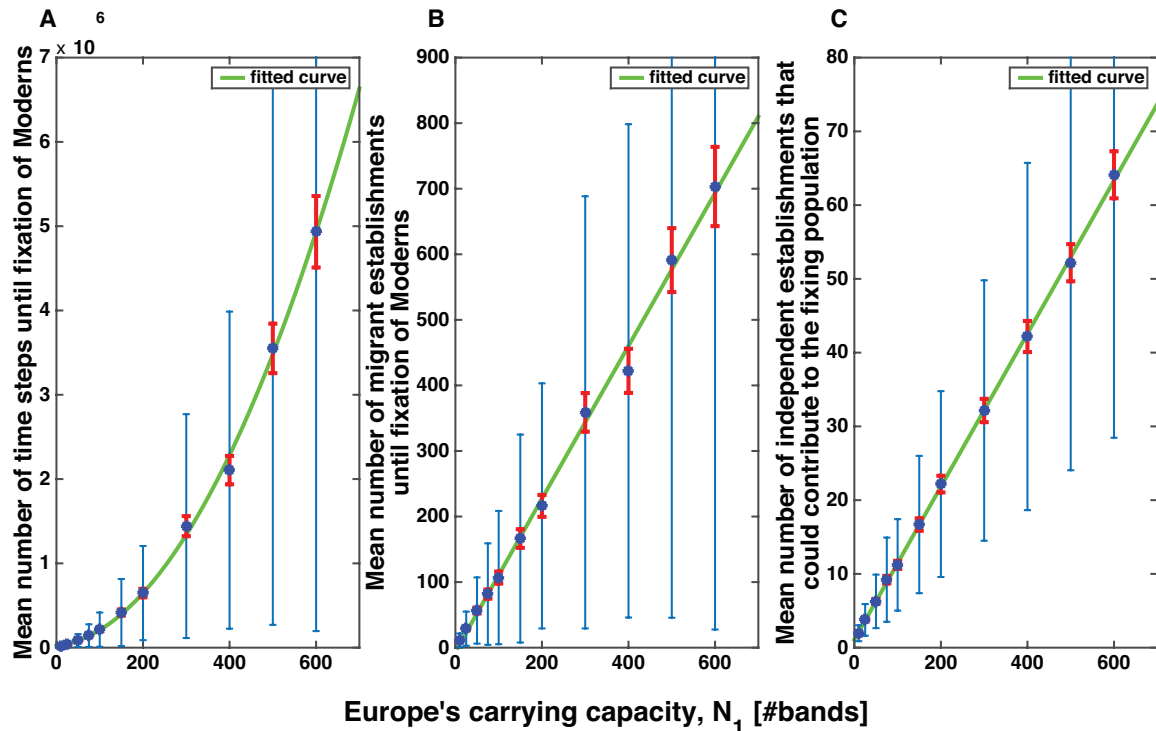 A
6
7 × 10
Mean number of time steps until fixation of Moderns
fitted curve
6
5
4
3
2
1
0
0 200 400 600
B
Mean number of migrant establishments
until fixation of Moderns
fitted curve
900
800
700
600
500
400
300
200
100
0
0 200 400 600
C
Mean number of independent establishments that
could contribute to the fixing population
fitted curve
80
70
60
50
40
30
20
10
0
0 200 400 600
Europe's carrying capacity, N1 [#bands]